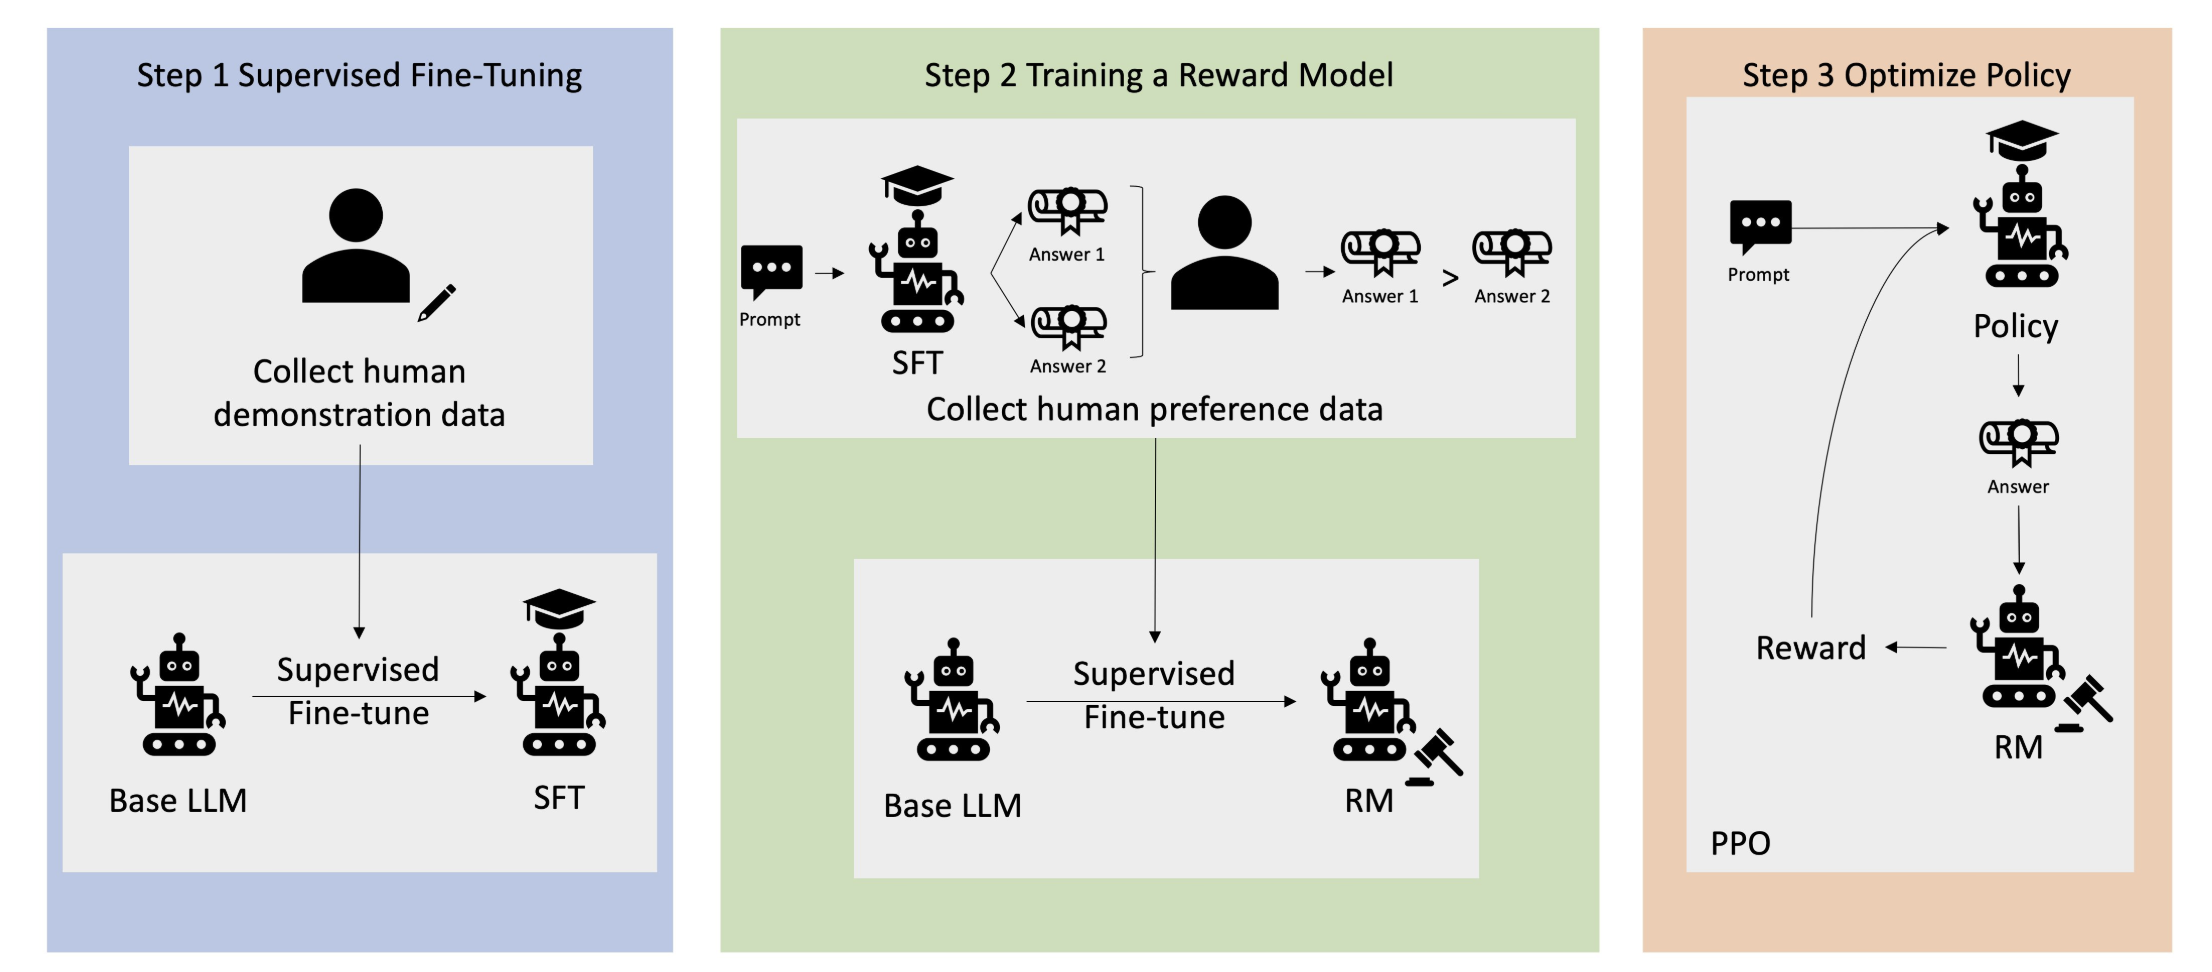 Step 1 Supervised Fine-Tuning
Collect human
demonstration data
Supervised
Fine-tune
Base LLM
SFT
Step 2 Training a Reward Model
Prompt
SFT
Answer 1
Answer 2
Answer 1
>
Answer 2
Collect human preference data
Supervised
Fine-tune
Base LLM
RM
Step 3 Optimize Policy
Prompt
Policy
Answer
Reward
RM
PPO